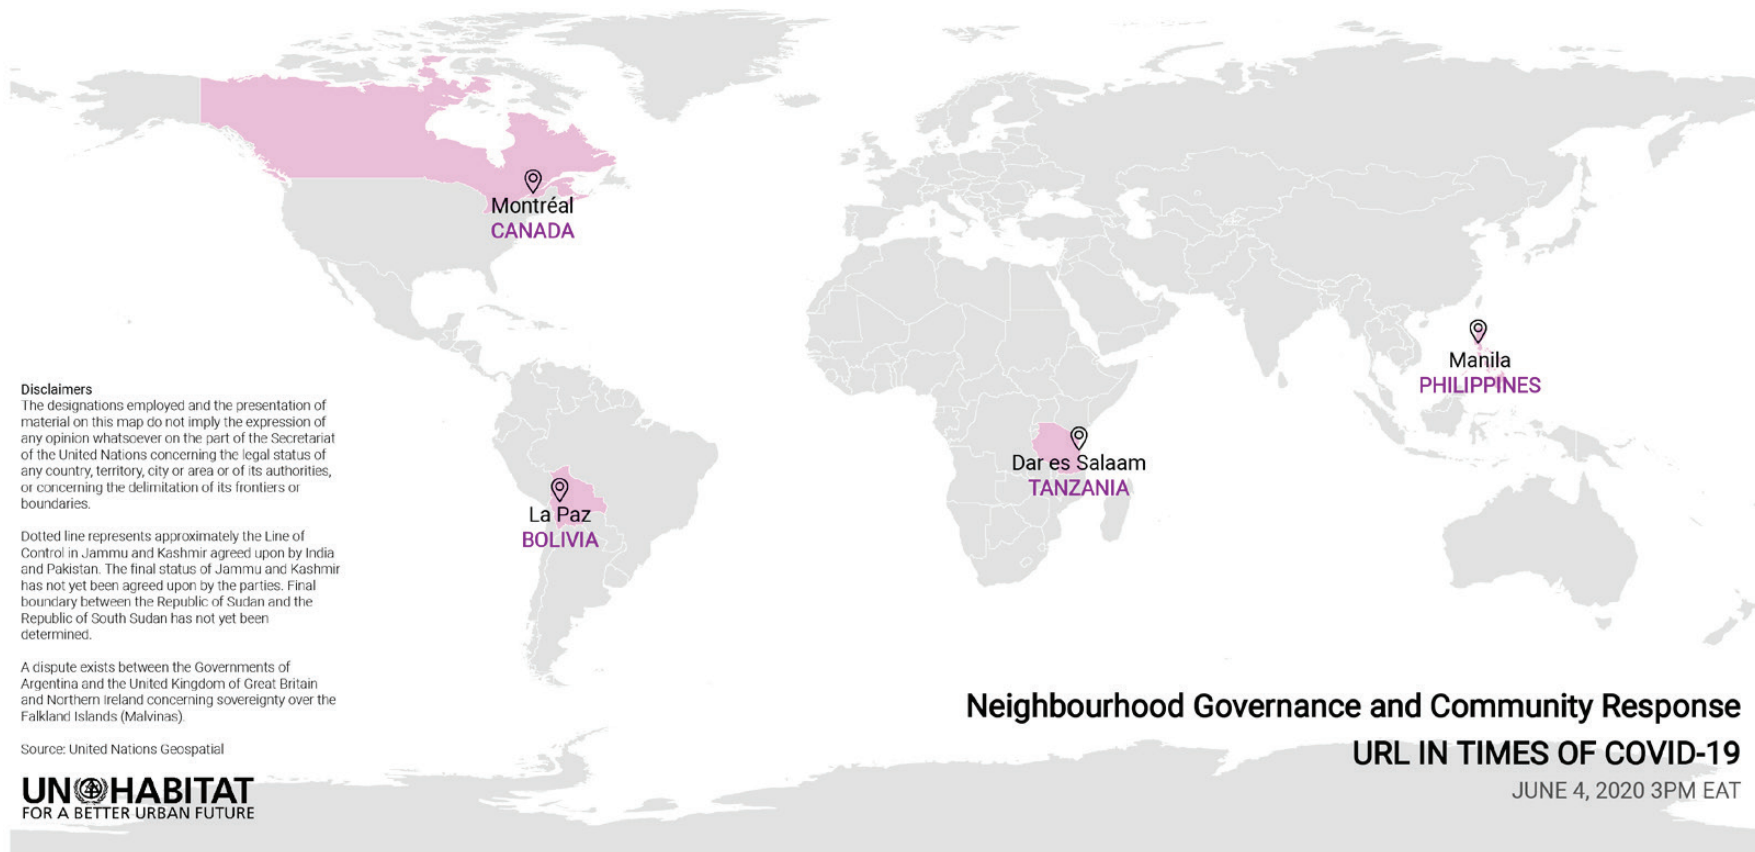 Montréal
CANADA
Manila
PHILIPPINES
Dar es Salaam
TANZANIA
La Paz
BOLIVIA
Disclaimers
The designations employed and the presentation of
material on this map do not imply the expression of
any opinion whatsoever on the part of the Secretariat
of the United Nations concerning the legal status of
any country, territory, city or area or of its authorities,
or concerning the delimitation of its frontiers or
boundaries.
Dotted line represents approximately the Line of
Control in Jammu and Kashmir agreed upon by India
and Pakistan. The final status of Jammu and Kashmir
has not yet been agreed upon by the parties. Final
boundary between the Republic of Sudan and the
Republic of South Sudan has not yet been
determined.
A dispute exists between the Governments of
Argentina and the United Kingdom of Great Britain
and Northern Ireland concerning sovereignty over the
Falkland Islands (Malvinas).
Source: United Nations Geospatial
UN HABITAT
FOR A BETTER URBAN FUTURE
Neighbourhood Governance and Community Response
URL IN TIMES OF COVID-19
JUNE 4, 2020 3PM EAT